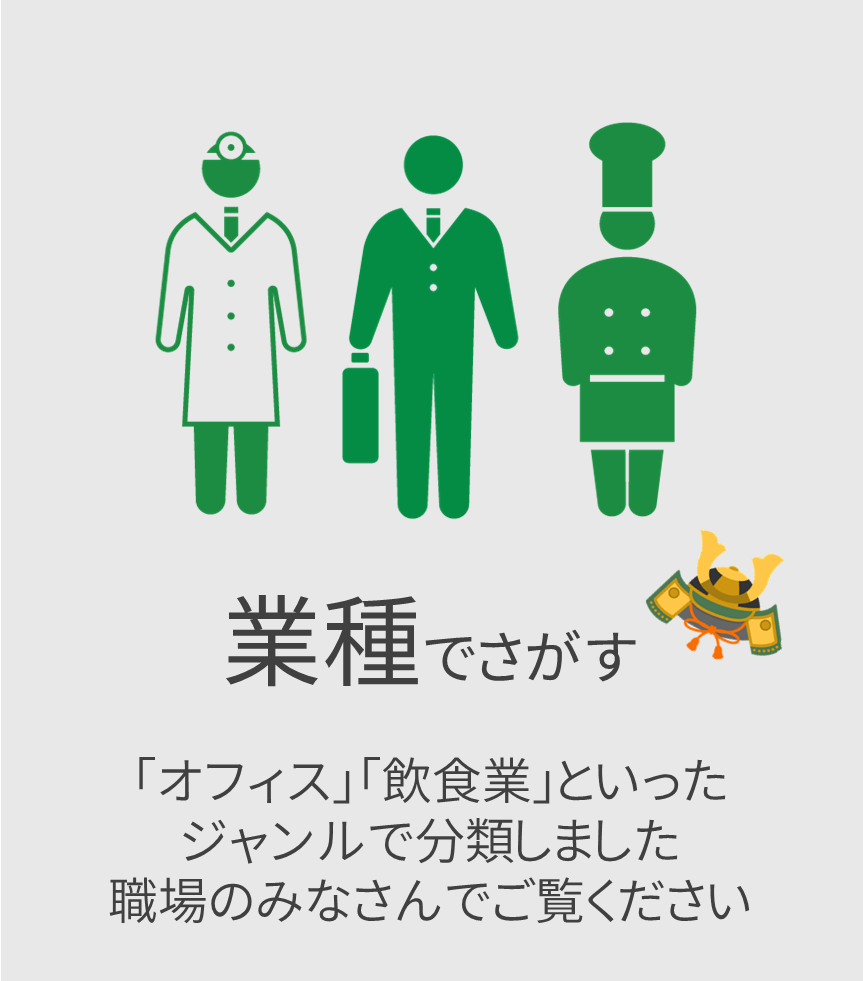 業種でさがす
「オフィス」「飲食業」といった
ジャンルで分類しました
職場のみなさんでご覧ください